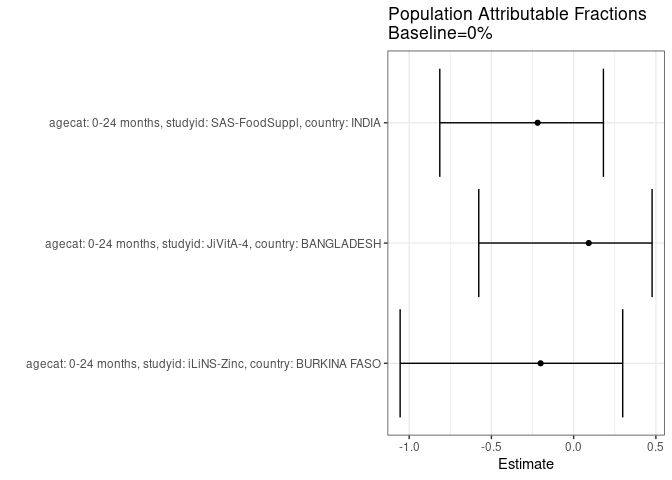 Population Attributable Fractions
Baseline=0%
agecat: 0-24 months, studyid: SAS-FoodSuppl, country: INDIA
agecat: 0-24 months, studyid: JiVitA-4, country: BANGLADESH
agecat: 0-24 months, studyid: iLiNS-Zinc, country: BURKINA FASO
-1.0 -0.5 0.0 0.5
Estimate